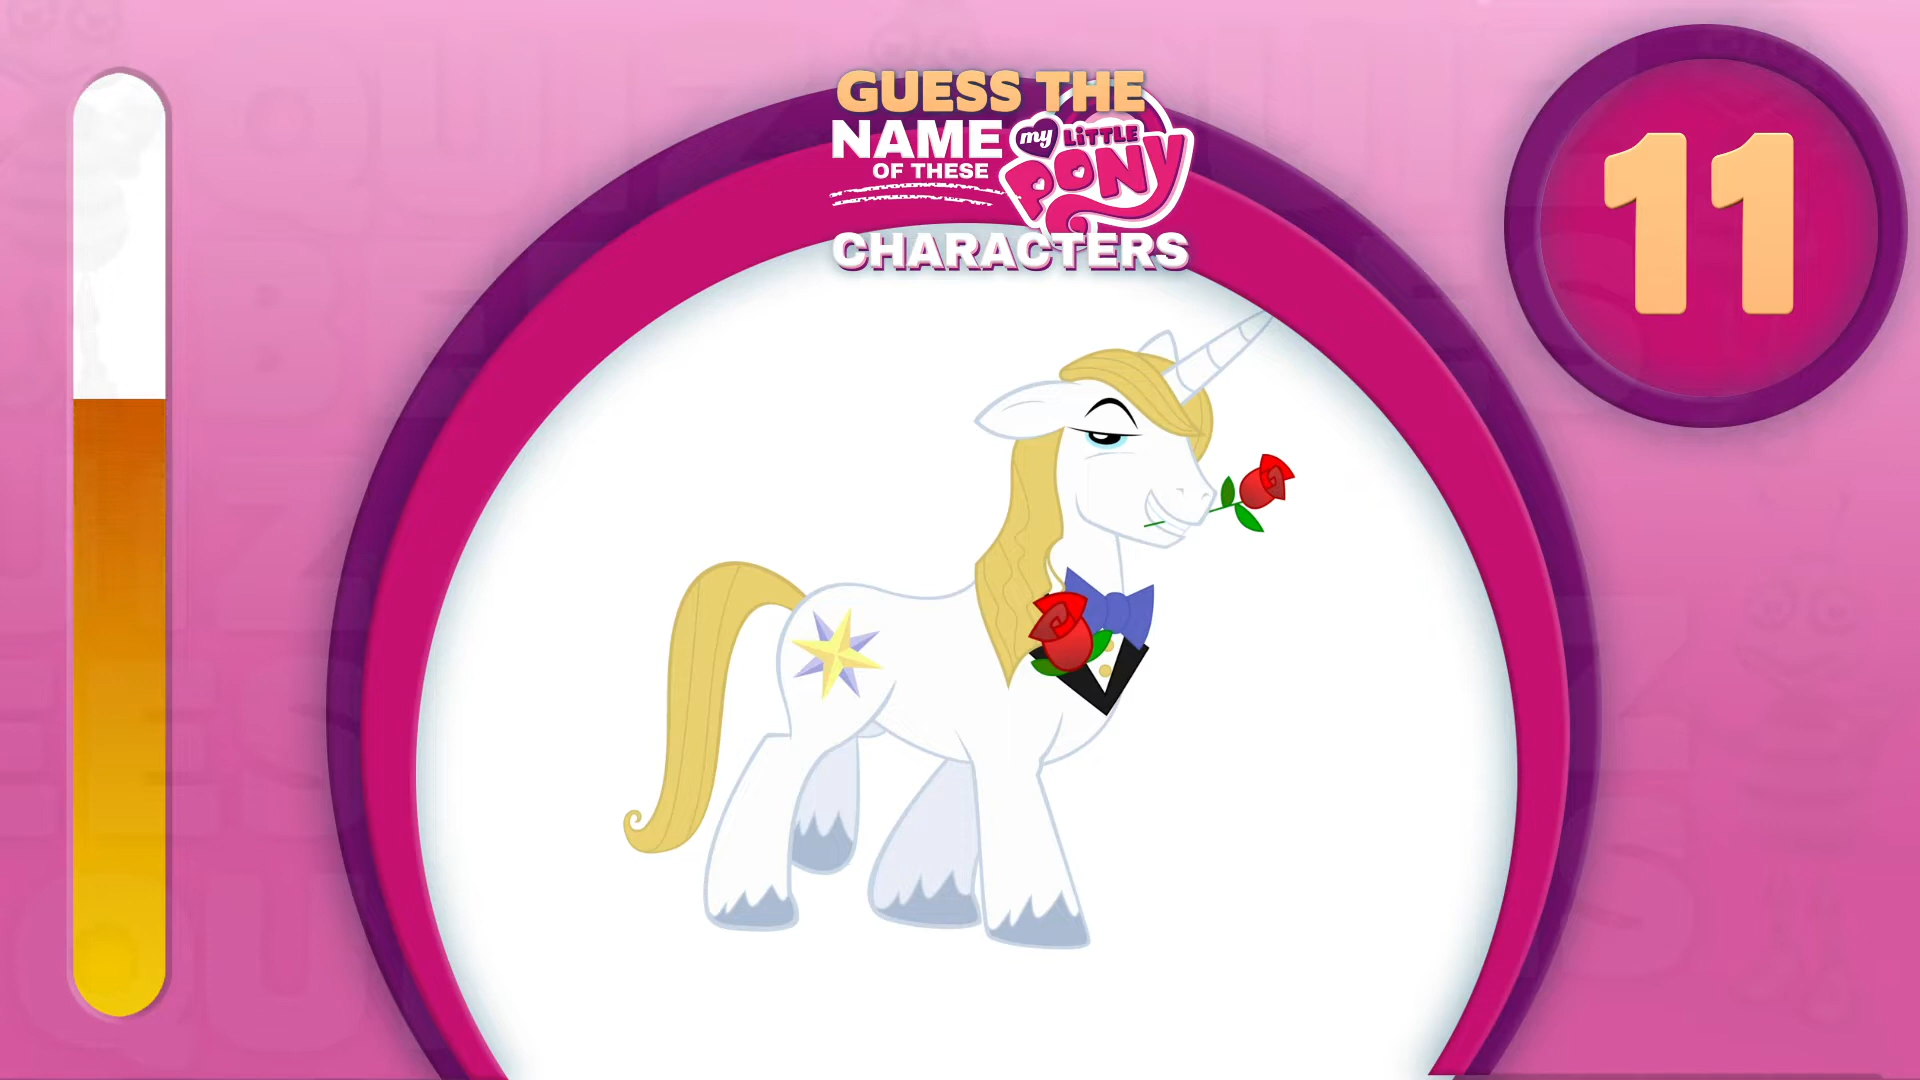 GUESS THE
NAME
OF THESE
my LiTTLE
PONY
CHARACTERS
11